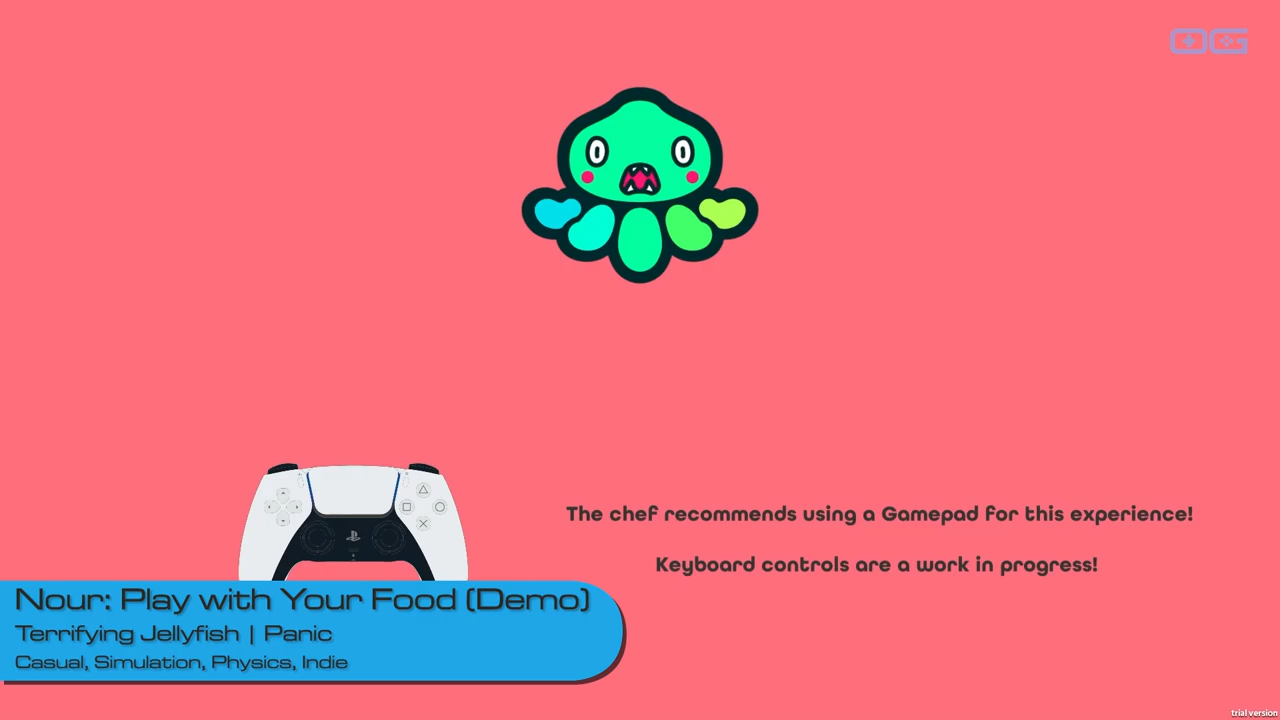 OG
The chef recommends using a Gamepad for this experience!
Keyboard controls are a work in progress!
Nour: Play with Your Food (Demo)
Terrifying Jellyfish | Panic
Casual, Simulation, Physics, Indie
trial version